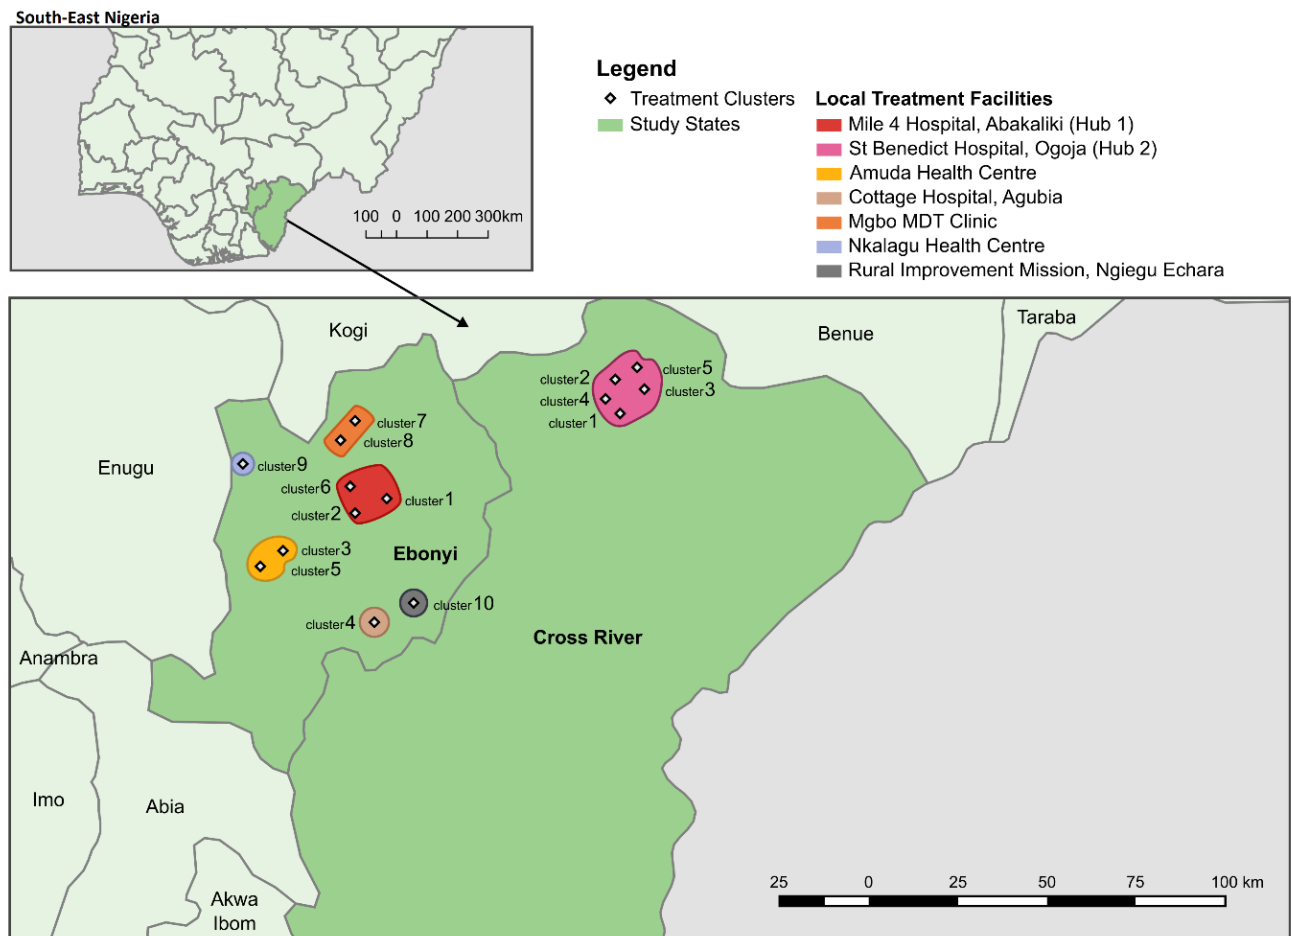 South-East Nigeria
100 0 100 200 300km
Legend
Treatment Clusters
Study States
Local Treatment Facilities
Mile 4 Hospital, Abakaliki (Hub 1)
St Benedict Hospital, Ogoja (Hub 2)
Amuda Health Centre
Cottage Hospital, Agubia
Mgbo MDT Clinic
Nkalagu Health Centre
Rural Improvement Mission, Ngiegu Echara
Kogi
Benue
Taraba
cluster5
cluster2
cluster3
cluster4
cluster1
cluster7
cluster8
Enugu
cluster9
cluster6
cluster1
cluster2
cluster3
Ebonyi
cluster5
cluster10
cluster4
Cross River
Anambra
Imo
Abia
Akwa
Ibom
25 0 25 50 75 100 km